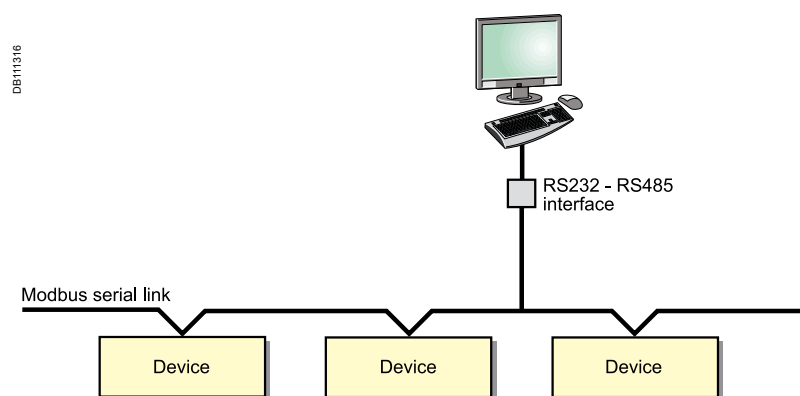 DB111316
RS232 - RS485
interface
Modbus serial link
Device
Device
Device